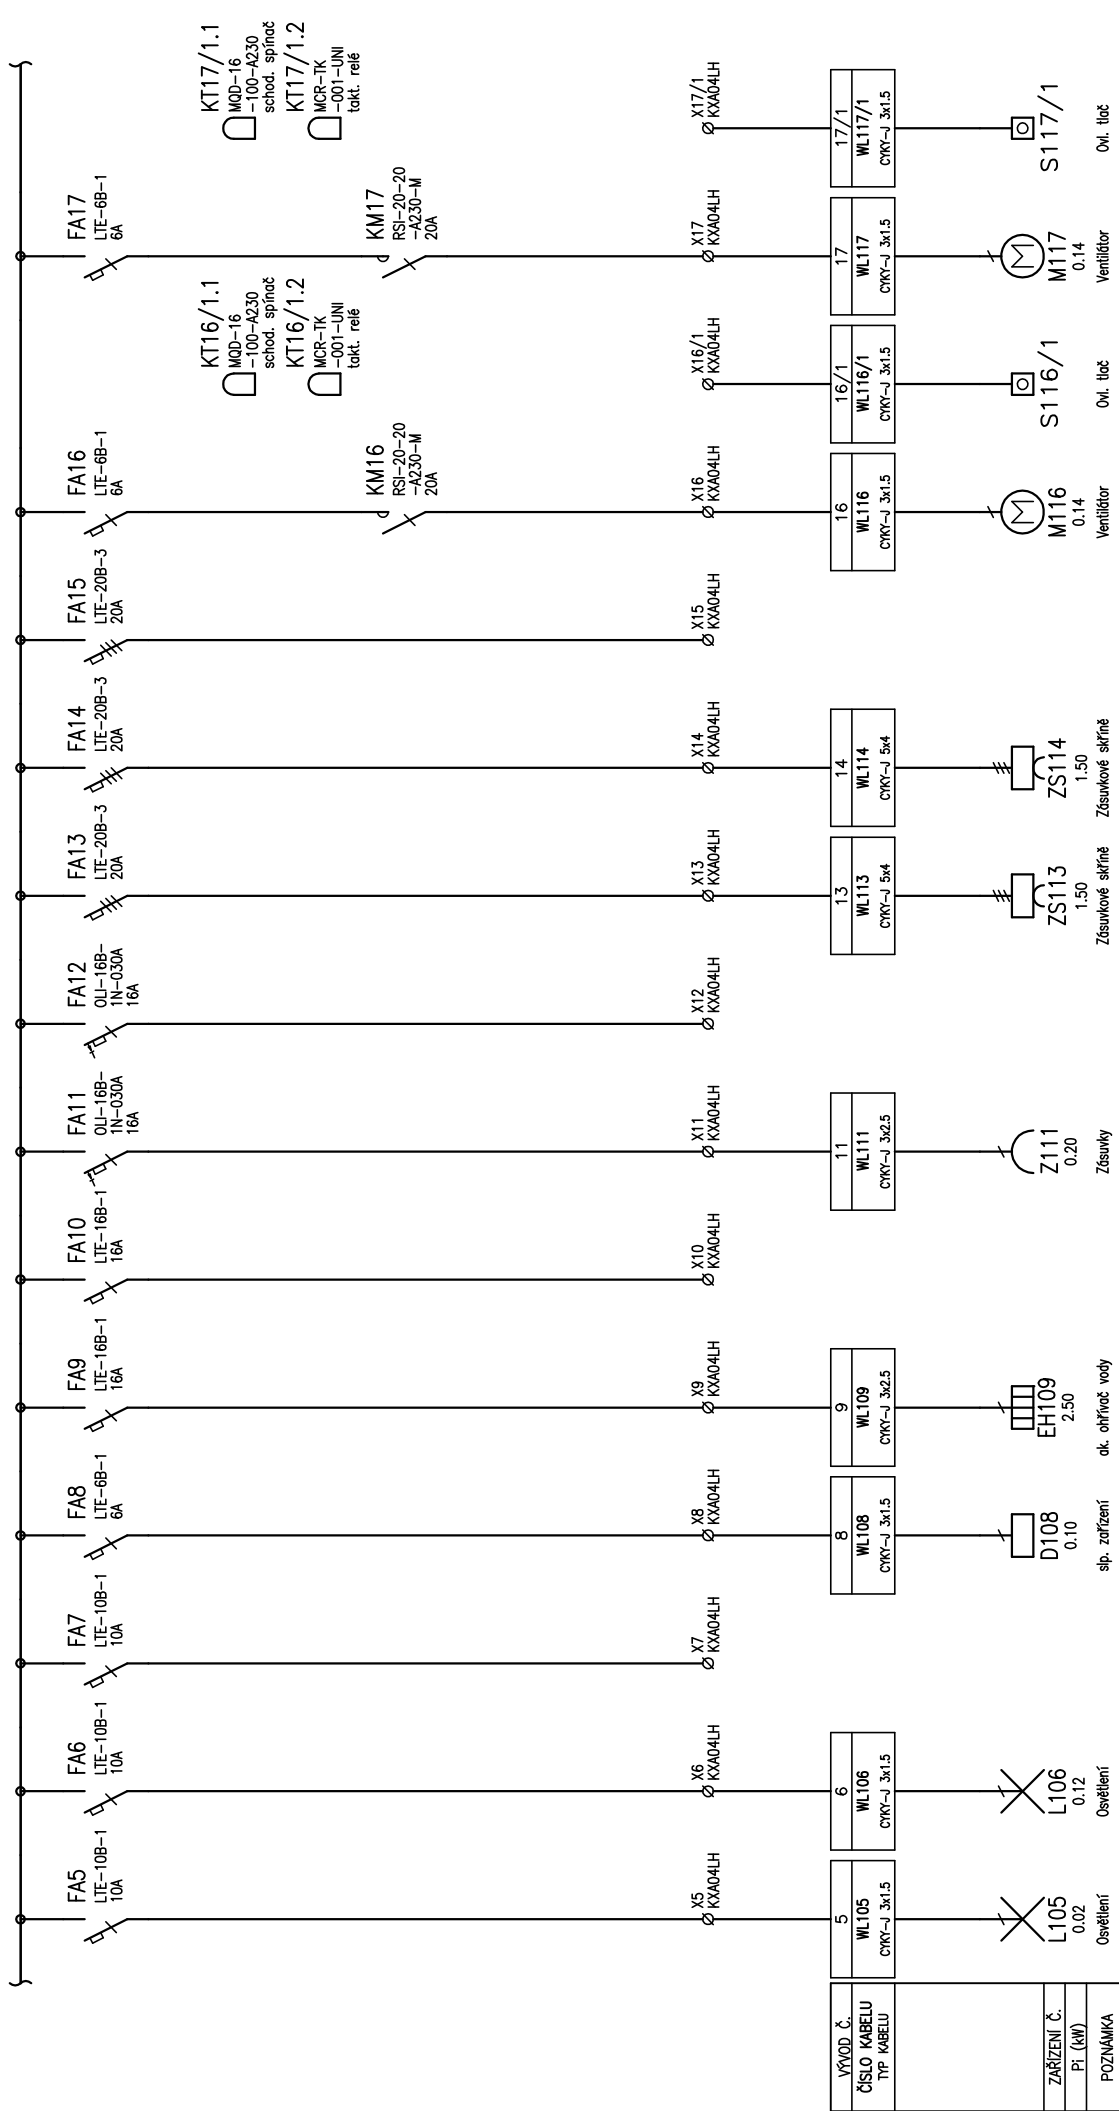 FA5
LTE-10B-1
10A
FA6
LTE-10B-1
10A
FA7
LTE-10B-1
10A
FA8
LTE-6B-1
6A
FA9
LTE-16B-1
16A
FA10
LTE-16B-1
16A
FA11
OLI-16B-
1N-030A
16A
FA12
OLI-16B-
1N-030A
16A
FA13
LTE-20B-3
20A
FA14
LTE-20B-3
20A
FA15
LTE-20B-3
20A
FA16
LTE-6B-1
6A
FA17
LTE-6B-1
6A
KT16/1.1
MQD-16
-100-A230
schod. spínač
KT16/1.2
MCR-TK
-001-UNI
takt. relé
KT17/1.1
MQD-16
-100-A230
schod. spínač
KT17/1.2
MCR-TK
-001-UNI
takt. relé
KM16
RSI-20-20
-A230-M
20A
KM17
RSI-20-20
-A230-M
20A
X5
KXA04LH
X6
KXA04LH
X7
KXA04LH
X8
KXA04LH
X9
KXA04LH
X10
KXA04LH
X11
KXA04LH
X12
KXA04LH
X13
KXA04LH
X14
KXA04LH
X15
KXA04LH
X16
KXA04LH
X16/1
KXA04LH
X17
KXA04LH
X17/1
KXA04LH
VÝVOD Č.
ČÍSLO KABELU
TYP KABELU
5
WL105
CYKY-J 3x1.5
6
WL106
CYKY-J 3x1.5
8
WL108
CYKY-J 3x1.5
9
WL109
CYKY-J 3x2.5
11
WL111
CYKY-J 3x2.5
13
WL113
CYKY-J 5x4
14
WL114
CYKY-J 5x4
16
WL116
CYKY-J 3x1.5
16/1
WL116/1
CYKY-J 3x1.5
17
WL117
CYKY-J 3x1.5
17/1
WL117/1
CYKY-J 3x1.5
ZAŘÍZENÍ Č.
Pi (kW)
POZNÁMKA
L105
0.02
Osvětlení
L106
0.12
Osvětlení
D108
0.10
slp. zařízení
EH109
2.50
ak. ohřívač vody
Z111
0.20
Zásuvky
ZS113
1.50
Zásuvkové skříně
ZS114
1.50
Zásuvkové skříně
M
M116
0.14
Ventilátor
S116/1
Ovl. tlač
M
M117
0.14
Ventilátor
S117/1
Ovl. tlač